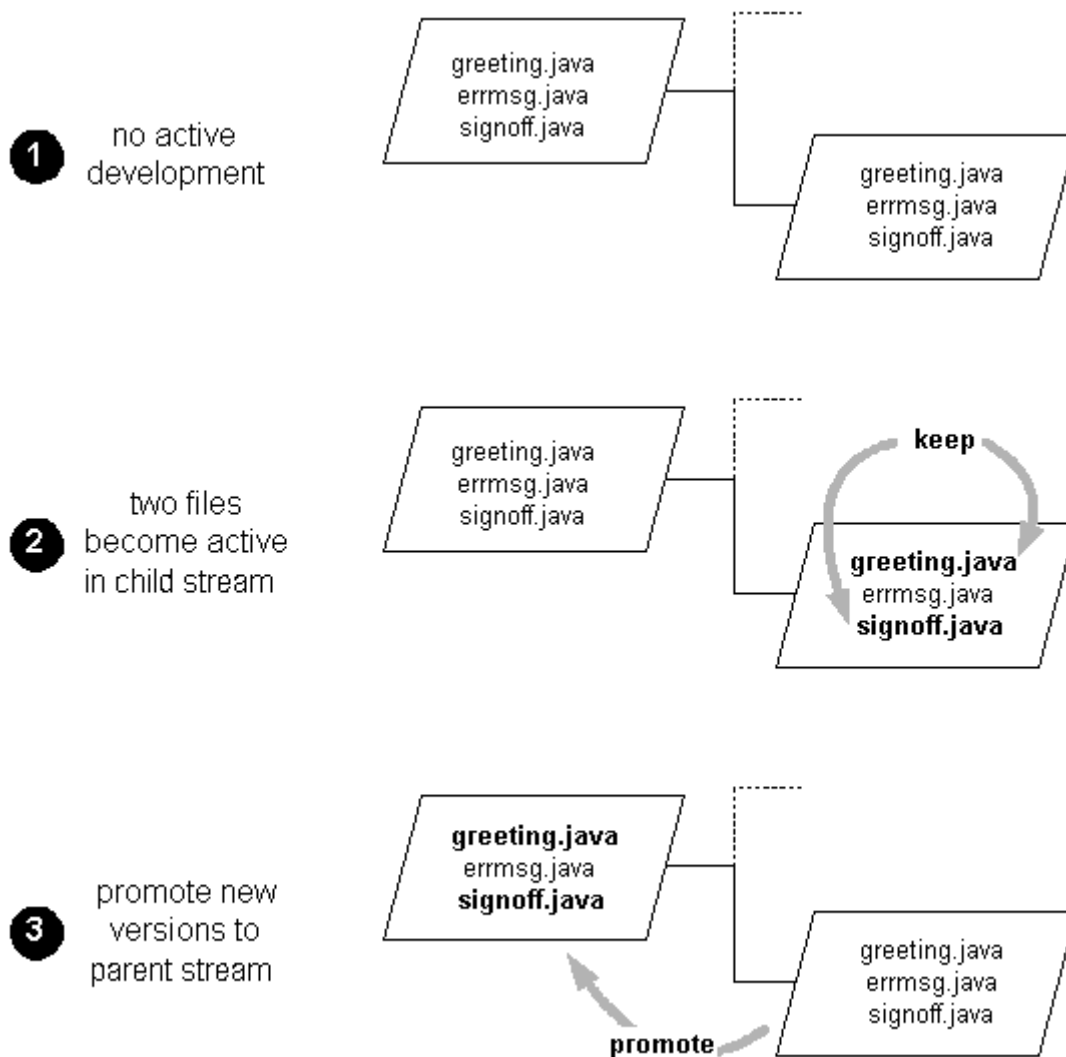 1
no active
development
greeting.java
errmsg.java
signoff.java
greeting.java
errmsg.java
signoff.java
2
two files
become active
in child stream
greeting.java
errmsg.java
signoff.java
keep
greeting.java
errmsg.java
signoff.java
3
promote new
versions to
parent stream
greeting.java
errmsg.java
signoff.java
greeting.java
errmsg.java
signoff.java
promote